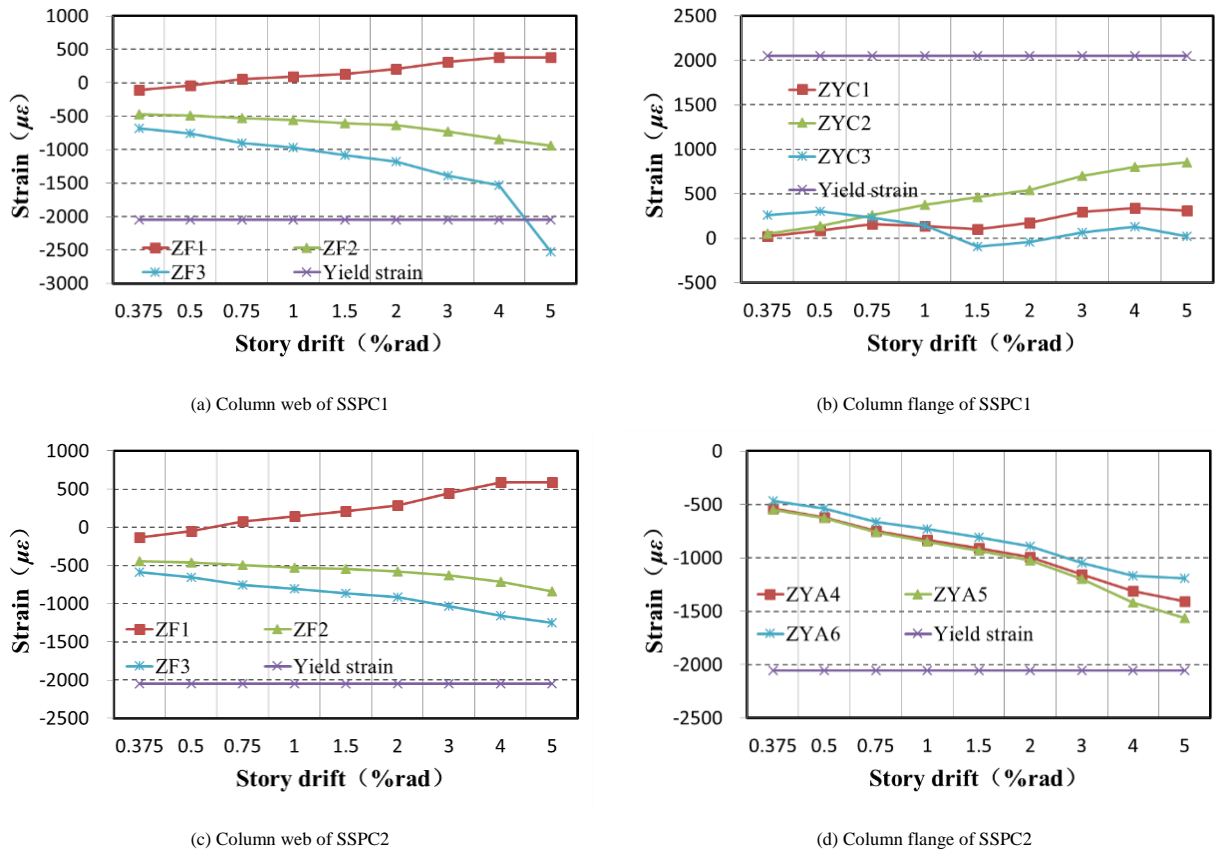 1000
500
0
-500
-1000
-1500
-2000
-2500
-3000
Strain（με）
ZF1 ZF2
ZF3 Yield strain
0.375 0.5 0.75 1 1.5 2 3 4 5
Story drift（%rad）
(a) Column web of SSPC1
2500
2000
1500
1000
500
0
-500
Strain（με）
ZYC1
ZYC2
ZYC3
Yield strain
0.375 0.5 0.75 1 1.5 2 3 4 5
Story drift（%rad）
(b) Column flange of SSPC1
1000
500
0
-500
-1000
-1500
-2000
-2500
Strain（με）
ZF1 ZF2
ZF3 Yield strain
0.375 0.5 0.75 1 1.5 2 3 4 5
Story drift（%rad）
(c) Column web of SSPC2
0
-500
-1000
-1500
-2000
-2500
Strain（με）
ZYA4 ZYA5
ZYA6 Yield strain
0.375 0.5 0.75 1 1.5 2 3 4 5
Story drift（%rad）
(d) Column flange of SSPC2